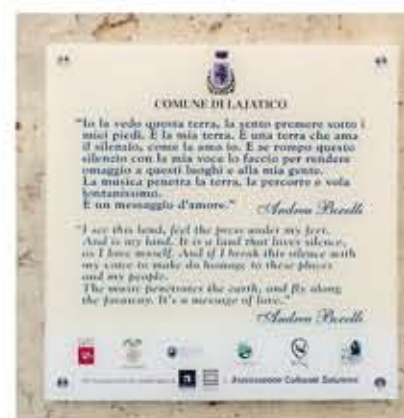 COMUNE DI LAJATICO
"Io la vedo questa terra, la sento premere sotto i
miei piedi. È la mia terra. È una terra che ama
il silenzio, come la amo io. E se rompo questo
silenzio con la mia voce lo faccio per rendere
omaggio a questi luoghi e alla mia gente.
La musica penetra la terra, la percorre e vola
lontanissimo.
È un messaggio d'amore."
Andrea Bocelli
"I see this land, feel the press under my feet.
And is my land. It is a land that loves silence,
as I love myself. And if I break this silence with
my voice to make do homage to these places
and my people.
The music penetrates the earth, and fly along
the faraway. It's a message of love."
Andrea Bocelli
Associazione Culturale